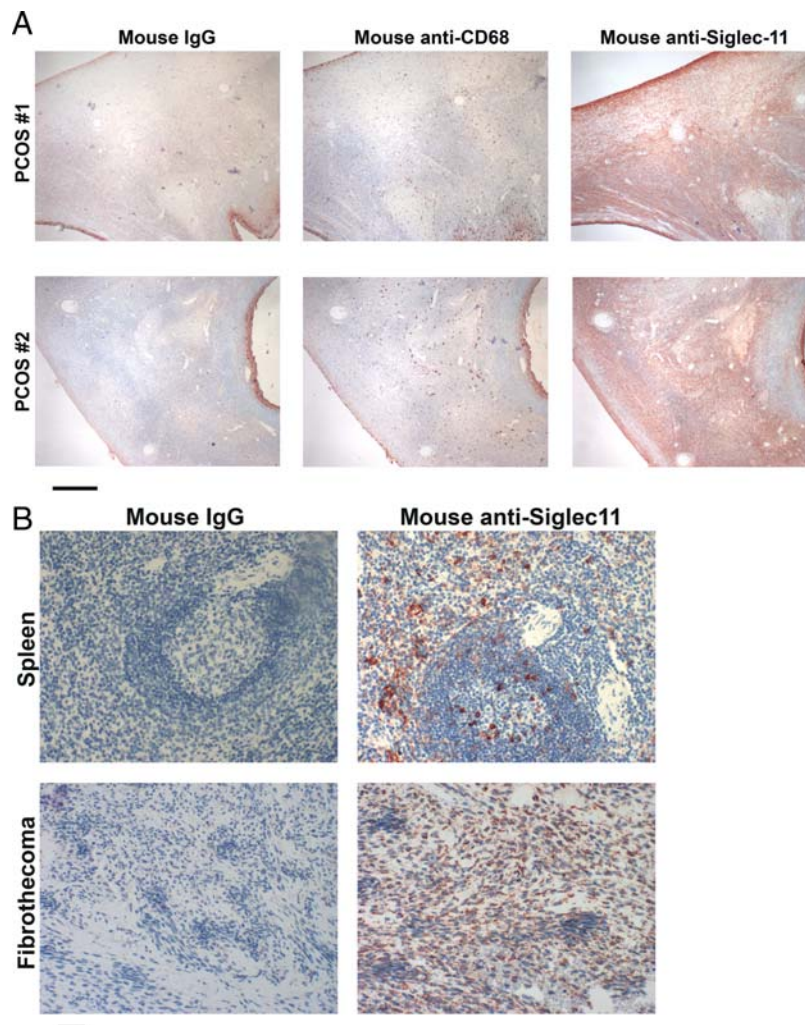 A
Mouse IgG
Mouse anti-CD68
Mouse anti-Siglec-11
PCOS #1
PCOS #2
B
Mouse IgG
Mouse anti-Siglec11
Spleen
Fibrothecoma